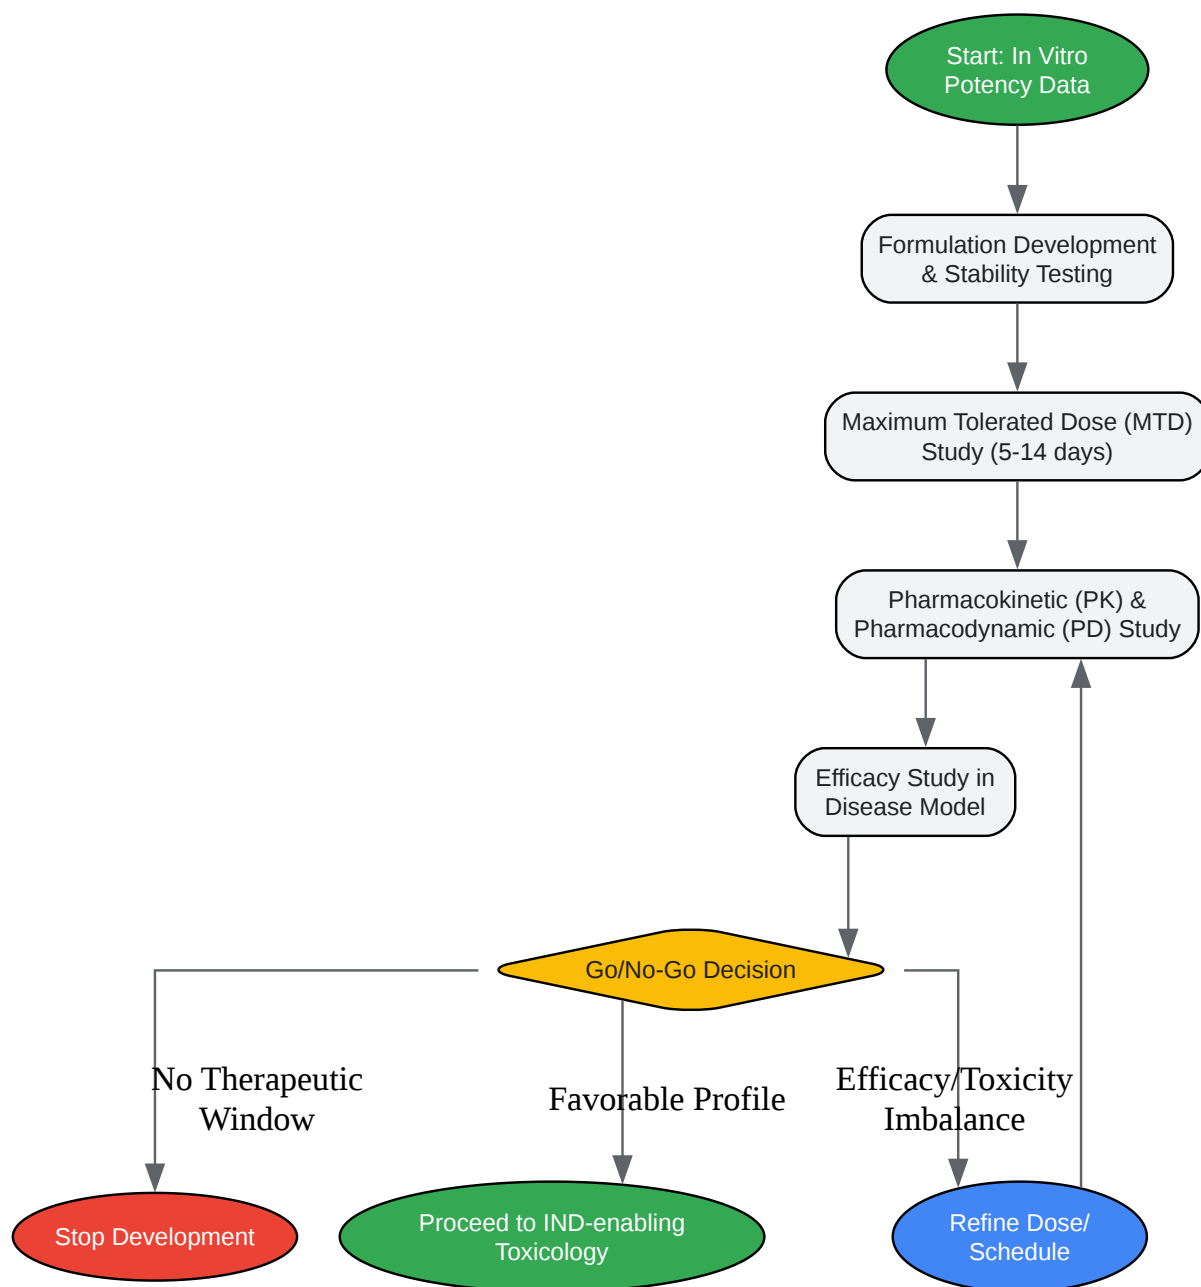 Start: In Vitro
Potency Data
Formulation Development
& Stability Testing
Maximum Tolerated Dose (MTD)
Study (5-14 days)
Pharmacokinetic (PK) &
Pharmacodynamic (PD) Study
Efficacy Study in
Disease Model
Go/No-Go Decision
No Therapeutic
Window
Favorable Profile
Efficacy/Toxicity
Imbalance
Stop Development
Proceed to IND-enabling
Toxicology
Refine Dose/
Schedule